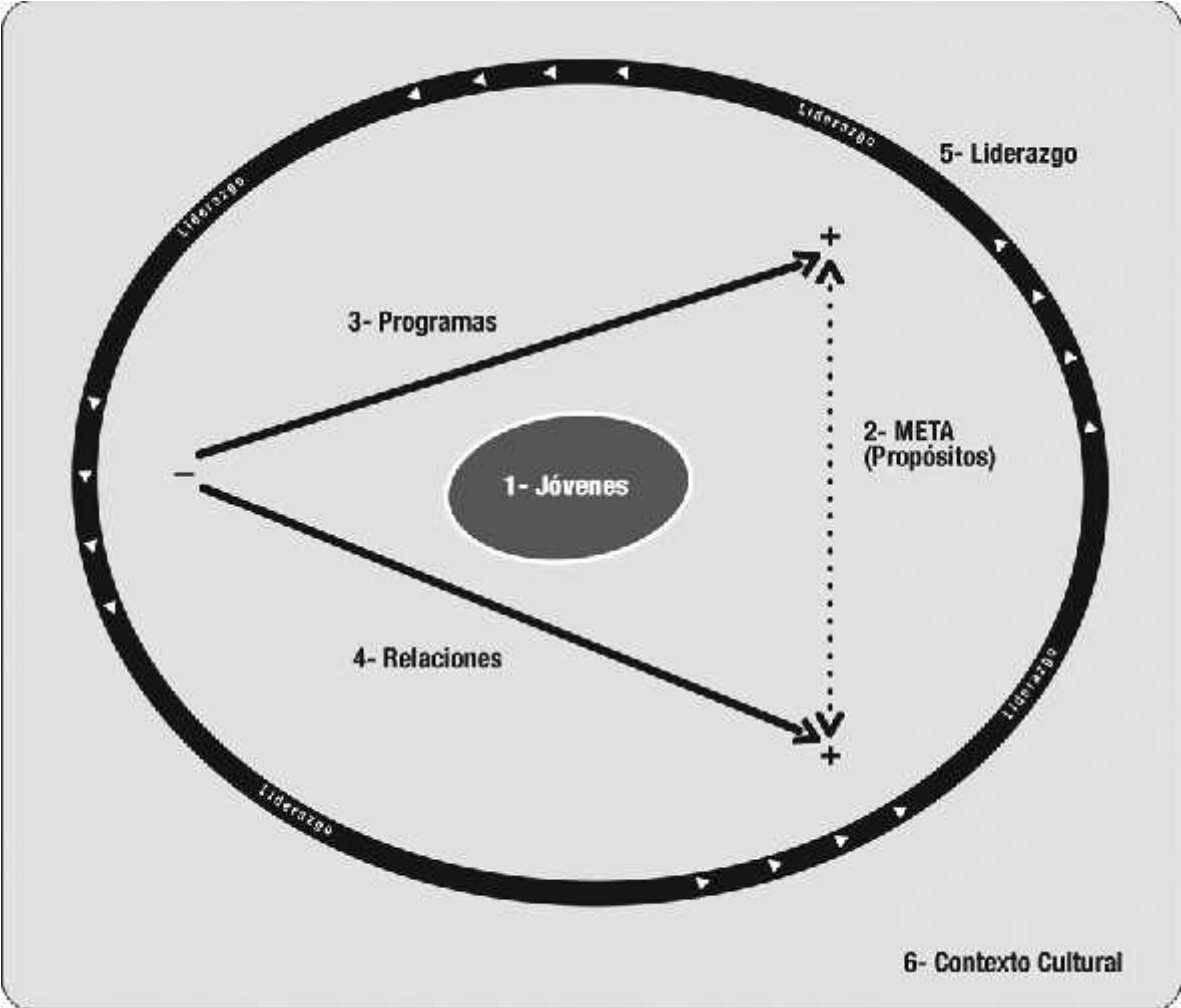 Liderazgo
5- Liderazgo
Liderazgo
+
3- Programas
2- META
(Propósitos)
–
1- Jóvenes
4- Relaciones
Liderazgo
+
Liderazgo
6- Contexto Cultural